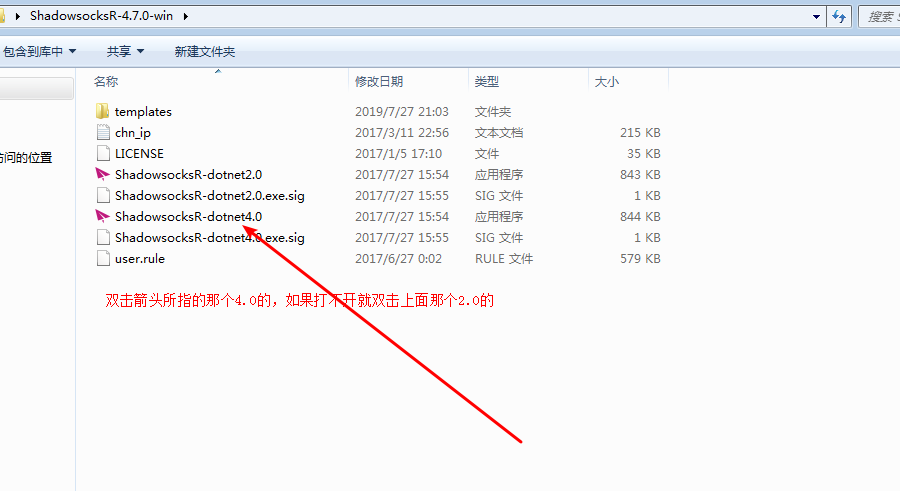 ShadowsocksR-4.7.0-win
搜索 S
包含到库中 共享 新建文件夹
名称 修改日期 类型 大小
templates 2019/7/27 21:03 文件夹
chn_ip 2017/3/11 22:56 文本文档 215 KB
LICENSE 2017/1/5 17:10 文件 35 KB
访问的位置
ShadowsocksR-dotnet2.0 2017/7/27 15:54 应用程序 843 KB
ShadowsocksR-dotnet2.0.exe.sig 2017/7/27 15:55 SIG 文件 1 KB
ShadowsocksR-dotnet4.0 2017/7/27 15:54 应用程序 844 KB
ShadowsocksR-dotnet4.0.exe.sig 2017/7/27 15:55 SIG 文件 1 KB
user.rule 2017/6/27 0:02 RULE 文件 579 KB
双击箭头所指的那个4.0的，如果打不开就双击上面那个2.0的